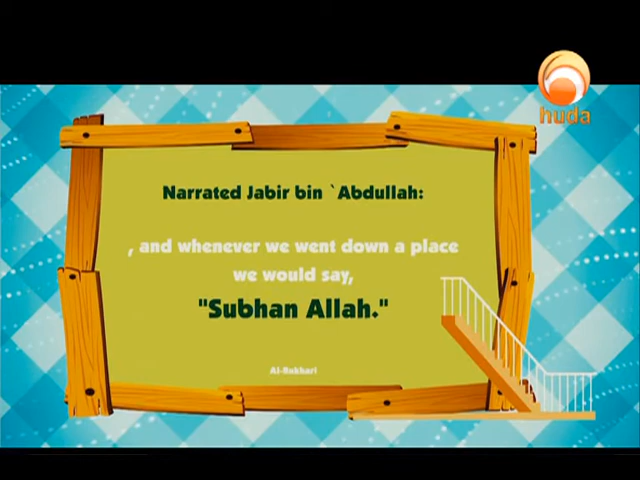 huda
Narrated Jabir bin `Abdullah:
, and whenever we went down a place
we would say,
"Subhan Allah."
Al-Bukhari